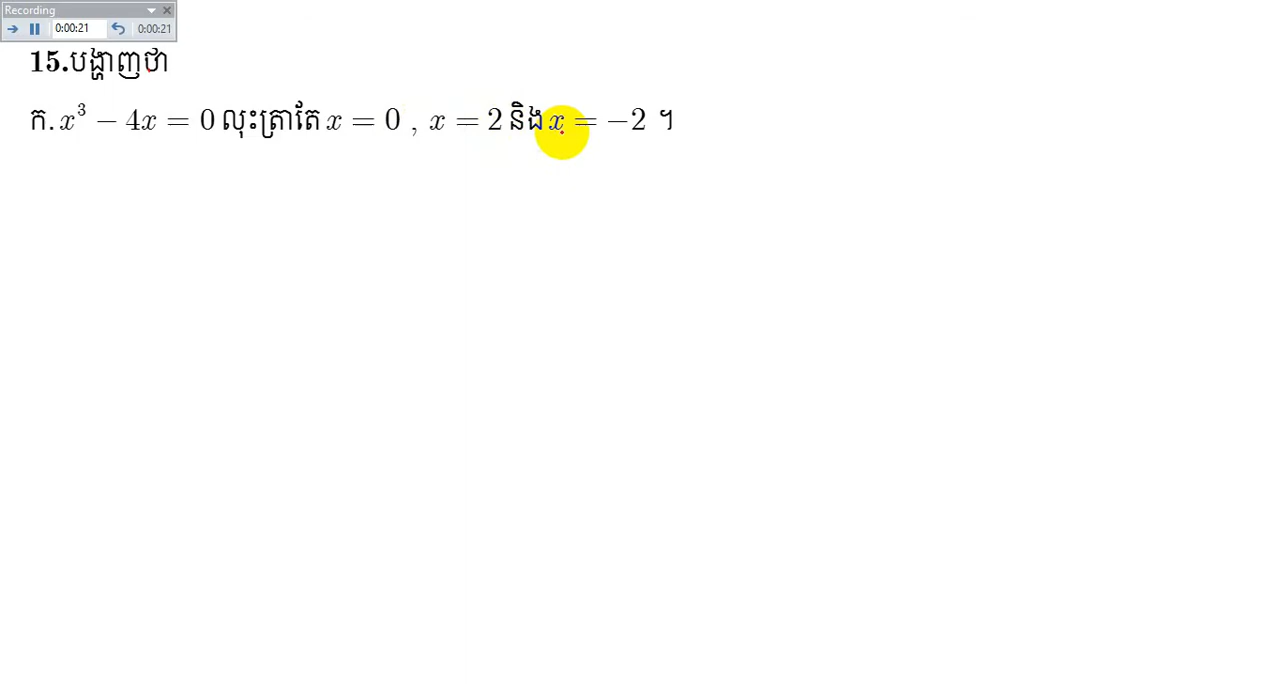 Recording
0:00:21 0:00:21
15.បង្ហាញថា
ក. x³ − 4x = 0 លុះត្រាតែ x = 0 , x = 2 និង x = −2 ។